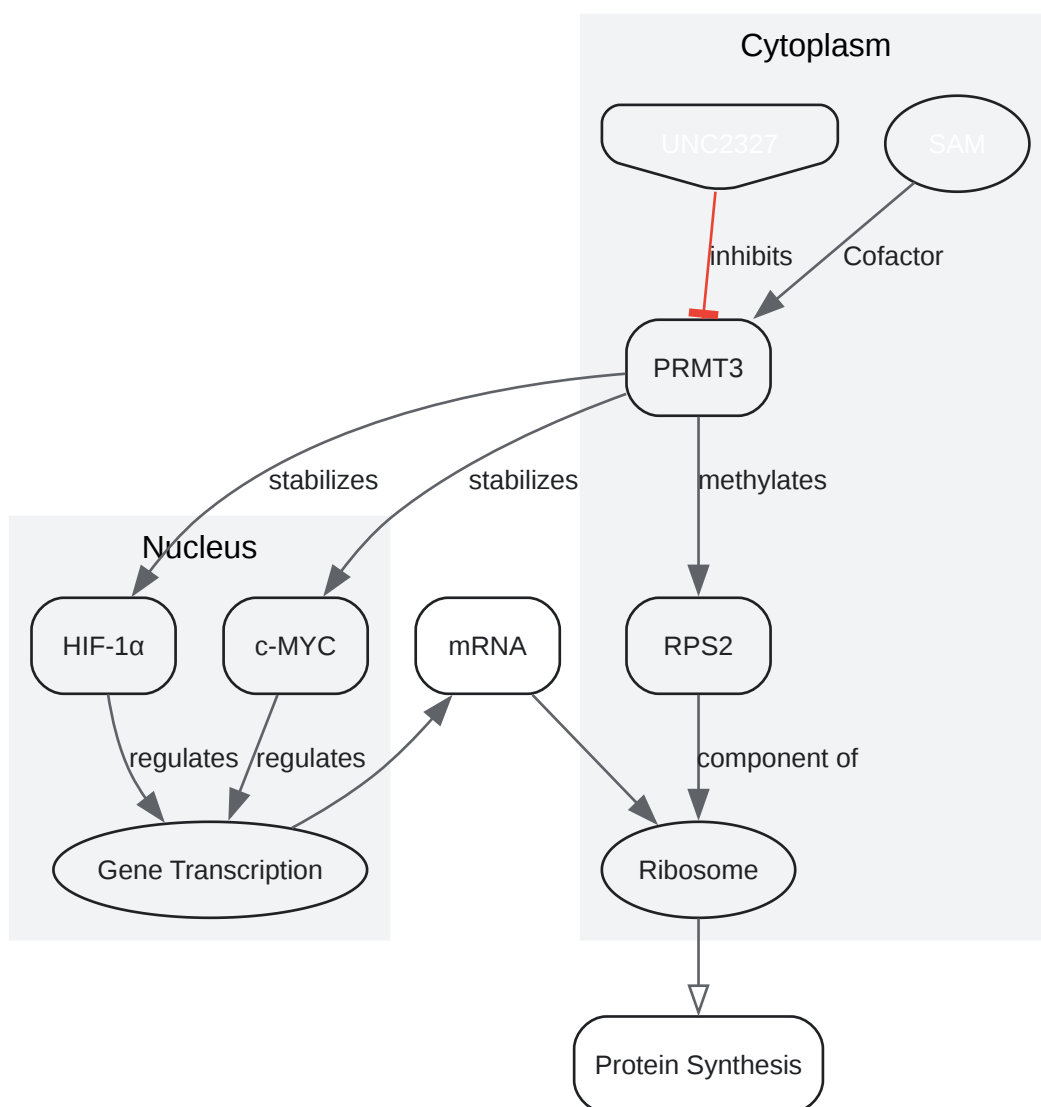 Cytoplasm
UNC2327
SAM
inhibits
Cofactor
PRMT3
stabilizes
stabilizes
methylates
Nucleus
HIF-1α
c-MYC
mRNA
RPS2
regulates
regulates
component of
Gene Transcription
Ribosome
Protein Synthesis